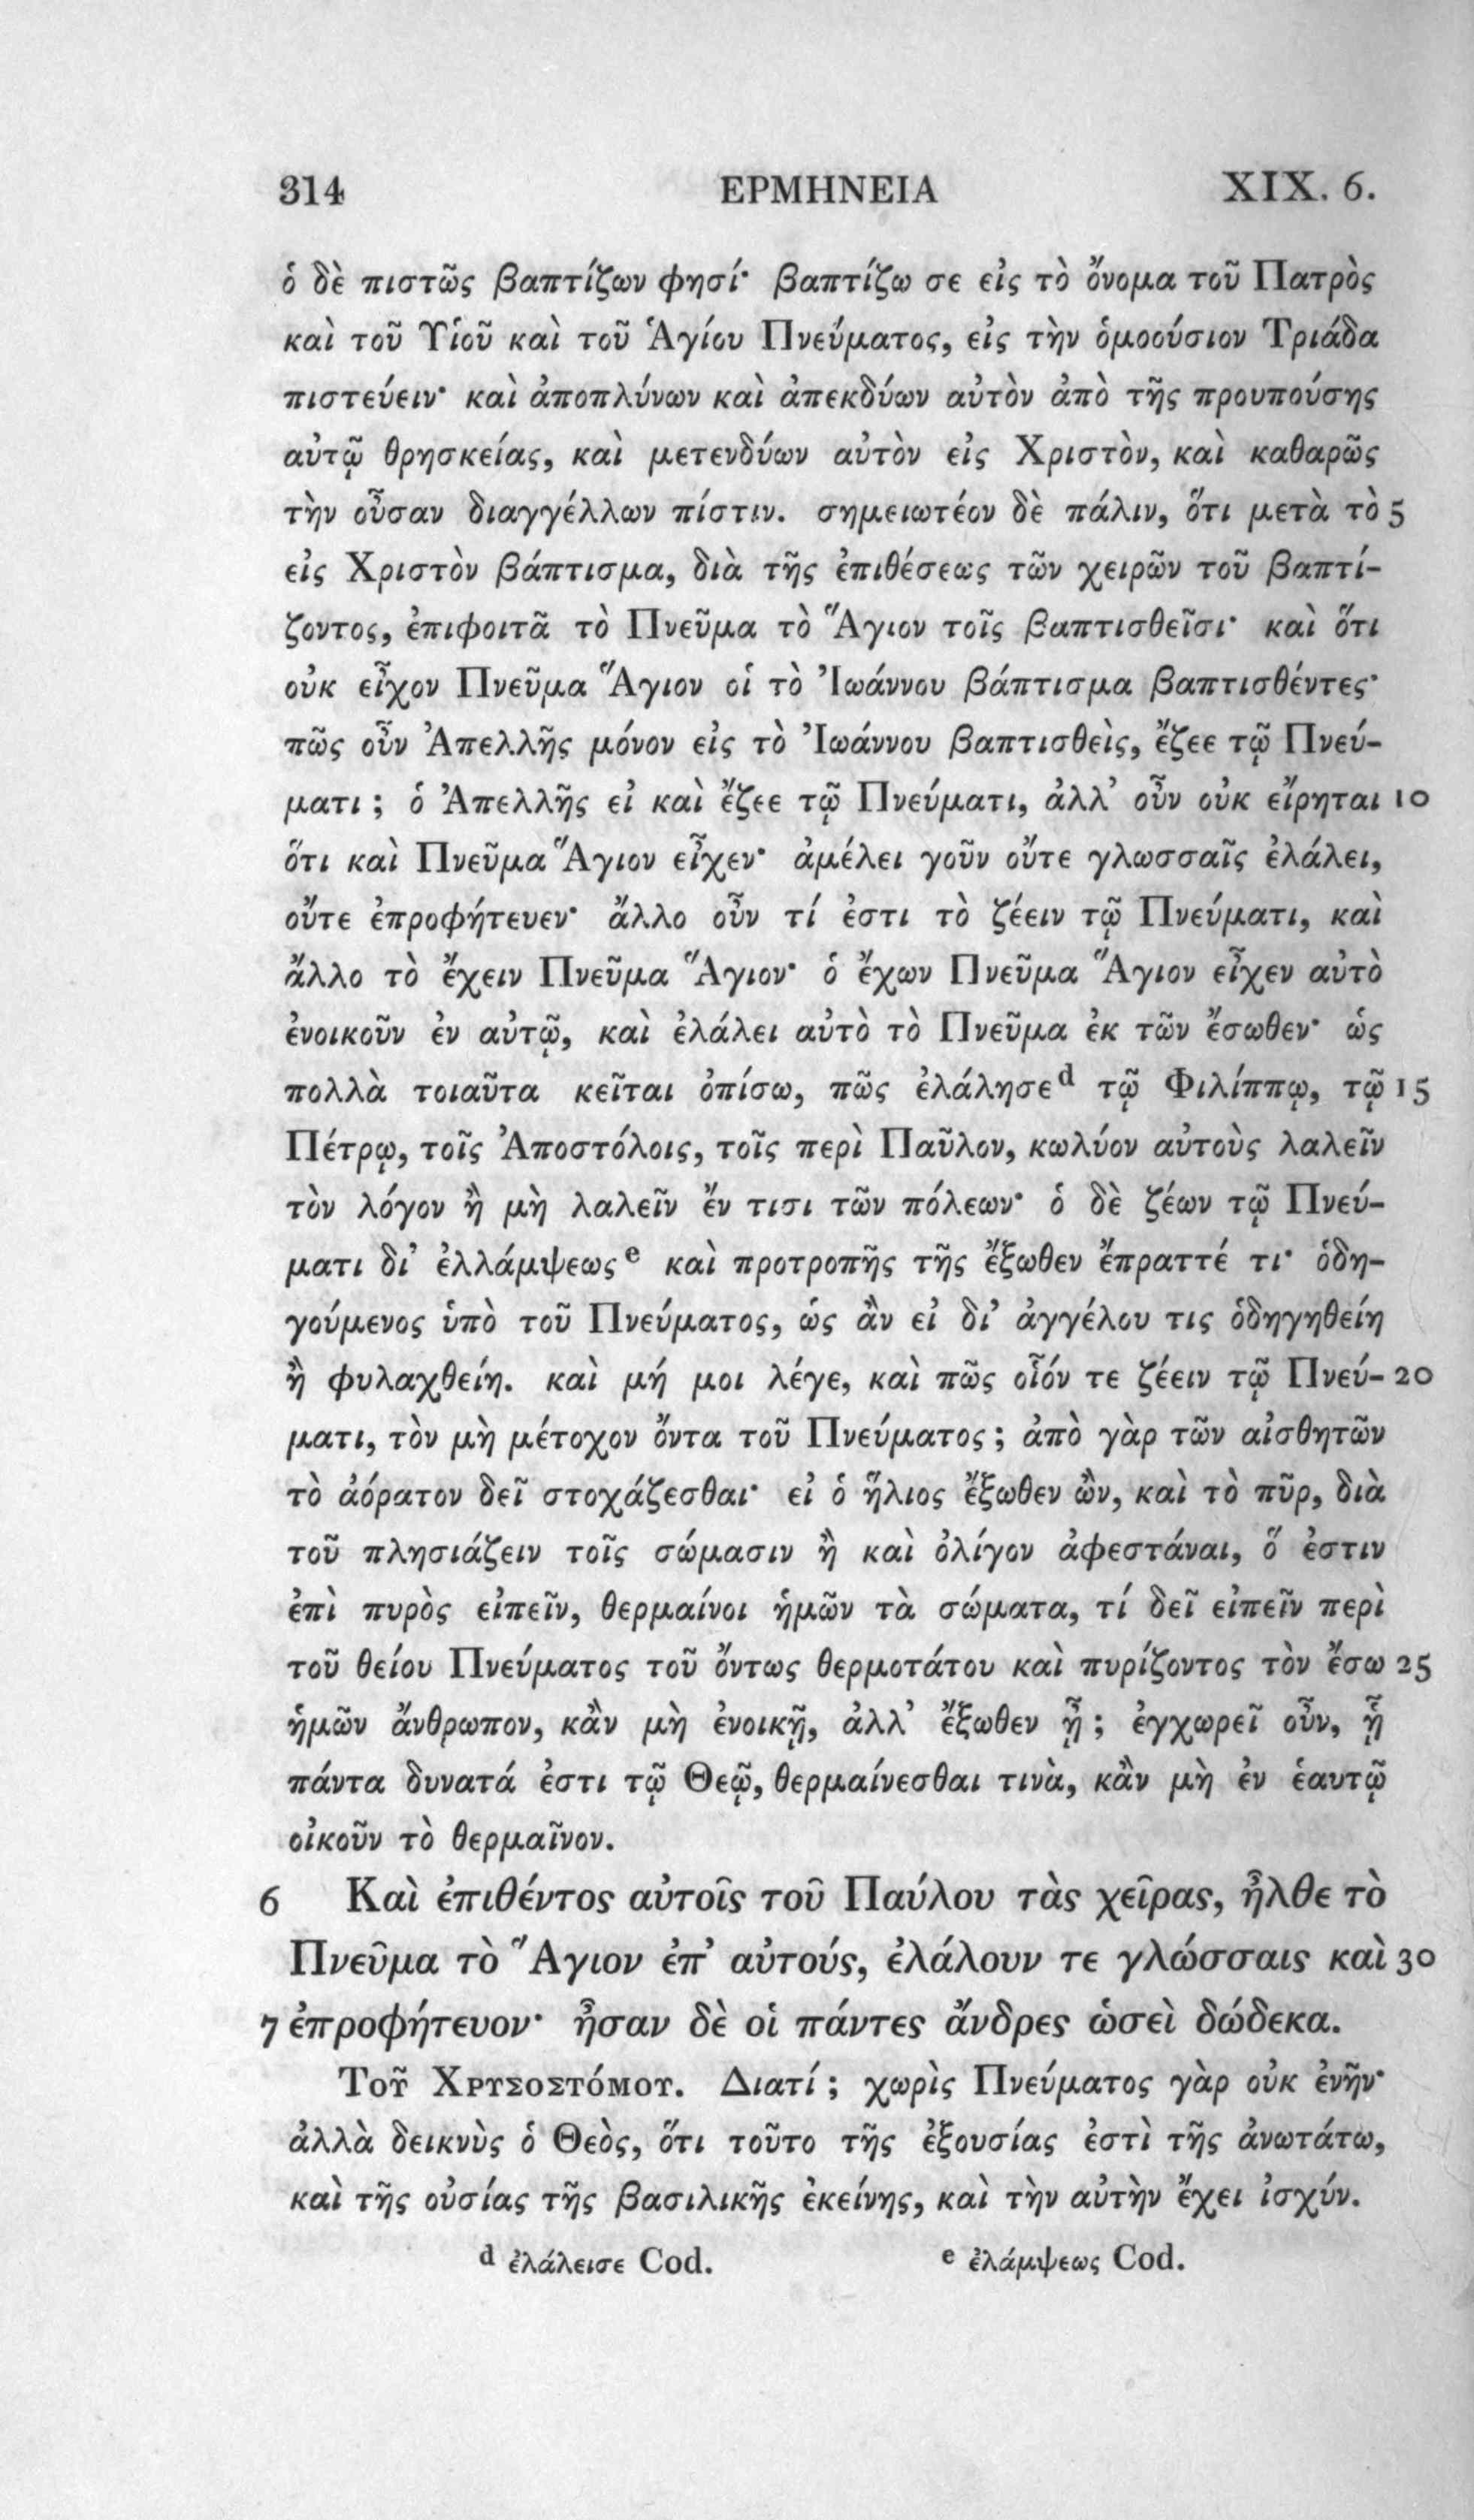 314 ΕΡΜΗΝΕΙΑ XIX. 6.
ὁ δὲ πιστῶς βαπτίζων φησί· βαπτίζω σε εἰς τὸ ὄνομα τοῦ Πατρὸς
καὶ τοῦ Υἱοῦ καὶ τοῦ Ἁγίου Πνεύματος, εἰς τὴν ὁμοούσιον Τριάδα
πιστεύειν· καὶ ἀποπλύνων καὶ ἀπεκδύων αὐτὸν ἀπὸ τῆς προυπούσης
αὐτῷ θρησκείας, καὶ μετενδύων αὐτὸν εἰς Χριστὸν, καὶ καθαρῶς
τὴν οὖσαν διαγγέλλων πίστιν. σημειωτέον δὲ πάλιν, ὅτι μετὰ τὸ 5
εἰς Χριστὸν βάπτισμα, διὰ τῆς ἐπιθέσεως τῶν χειρῶν τοῦ βαπτί-
ζοντος, ἐπιφοιτᾶ τὸ Πνεῦμα τὸ Ἅγιον τοῖς βαπτισθεῖσι· καὶ ὅτι
οὐκ εἶχον Πνεῦμα Ἅγιον οἱ τὸ Ἰωάννου βάπτισμα βαπτισθέντες·
πῶς οὖν Ἀπελλῆς μόνον εἰς τὸ Ἰωάννου βαπτισθεὶς, ἔζεε τῷ Πνεύ-
ματι ; ὁ Ἀπελλῆς εἰ καὶ ἔζεε τῷ Πνεύματι, ἀλλ’ οὖν οὐκ εἴρηται 10
ὅτι καὶ Πνεῦμα Ἅγιον εἶχεν· ἀμέλει γοῦν οὔτε γλωσσαῖς ἐλάλει,
οὔτε ἐπροφήτευεν· ἄλλο οὖν τί ἐστι τὸ ζέειν τῷ Πνεύματι, καὶ
ἄλλο τὸ ἔχειν Πνεῦμα Ἅγιον· ὁ ἔχων Πνεῦμα Ἅγιον εἶχεν αὐτὸ
ἐνοικοῦν ἐν αὐτῷ, καὶ ἐλάλει αὐτὸ τὸ Πνεῦμα ἐκ τῶν ἔσωθεν· ὡς
πολλὰ τοιαῦτα κεῖται ὀπίσω, πῶς ἐλάλησε d τῷ Φιλίππῳ, τῷ 15
Πέτρῳ, τοῖς Ἀποστόλοις, τοῖς περὶ Παῦλον, κωλύον αὐτοὺς λαλεῖν
τὸν λόγον ἢ μὴ λαλεῖν ἔν τισι τῶν πόλεων· ὁ δὲ ζέων τῷ Πνεύ-
ματι δι’ ἐλλάμψεως e καὶ προτροπῆς τῆς ἔξωθεν ἔπραττέ τι· ὁδη-
γούμενος ὑπὸ τοῦ Πνεύματος, ὡς ἂν εἰ δι’ ἀγγέλου τις ὁδηγηθείη
ἢ φυλαχθείη. καὶ μή μοι λέγε, καὶ πῶς οἷόν τε ζέειν τῷ Πνεύ- 20
ματι, τὸν μὴ μέτοχον ὄντα τοῦ Πνεύματος ; ἀπὸ γὰρ τῶν αἰσθητῶν
τὸ ἀόρατον δεῖ στοχάζεσθαι· εἰ ὁ ἥλιος ἔξωθεν ὢν, καὶ τὸ πῦρ, διὰ
τοῦ πλησιάζειν τοῖς σώμασιν ἢ καὶ ὀλίγον ἀφεστάναι, ὅ ἐστιν
ἐπὶ πυρὸς εἰπεῖν, θερμαίνοι ἡμῶν τὰ σώματα, τί δεῖ εἰπεῖν περὶ
τοῦ θείου Πνεύματος τοῦ ὄντως θερμοτάτου καὶ πυρίζοντος τὸν ἔσω 25
ἡμῶν ἄνθρωπον, κἂν μὴ ἐνοικῇ, ἀλλ’ ἔξωθεν ᾖ ; ἐγχωρεῖ οὖν, ᾗ
πάντα δυνατά ἐστι τῷ Θεῷ, θερμαίνεσθαι τινὰ, κἂν μὴ ἐν ἑαυτῷ
οἰκοῦν τὸ θερμαῖνον.
6 Καὶ ἐπιθέντος αὐτοῖς τοῦ Παύλου τὰς χεῖρας, ἦλθε τὸ
Πνεῦμα τὸ Ἅγιον ἐπ’ αὐτούς, ἐλάλουν τε γλώσσαις καὶ 30
7 ἐπροφήτευον· ἦσαν δὲ οἱ πάντες ἄνδρες ὡσεὶ δώδεκα.
Τοῦ Χρυσοστόμου. Διατί ; χωρὶς Πνεύματος γὰρ οὐκ ἐνῆν·
ἀλλὰ δεικνὺς ὁ Θεὸς, ὅτι τοῦτο τῆς ἐξουσίας ἐστὶ τῆς ἀνωτάτω,
καὶ τῆς οὐσίας τῆς βασιλικῆς ἐκείνης, καὶ τὴν αὐτὴν ἔχει ἰσχύν.
d ἐλάλεισε Cod. e ἐλάμψεως Cod.